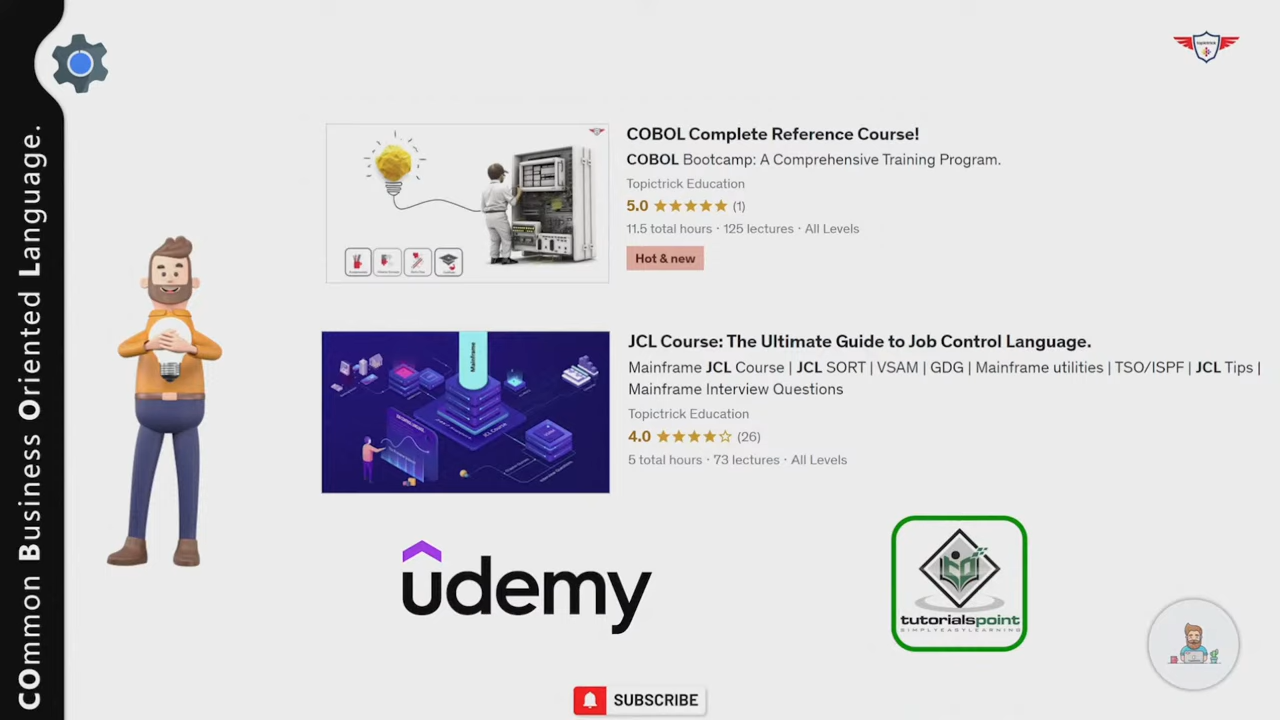 COmmon Business Oriented Language.
COBOL Complete Reference Course!
COBOL Bootcamp: A Comprehensive Training Program.
Topictrick Education
5.0 (1)
11.5 total hours · 125 lectures · All Levels
Hot & new
Mainframe
JCL Course
JCL Course: The Ultimate Guide to Job Control Language.
Mainframe JCL Course | JCL SORT | VSAM | GDG | Mainframe utilities | TSO/ISPF | JCL Tips |
Mainframe Interview Questions
Topictrick Education
4.0 (26)
5 total hours · 73 lectures · All Levels
udemy
tutorialspoint
SIMPLYEASYLEARNING
SUBSCRIBE